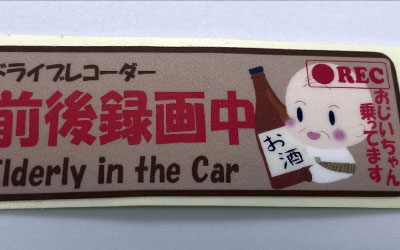 ドライブレコーダー
前後録画中
Elderly in the Car
REC
おじいちゃん
乗ってます
お酒